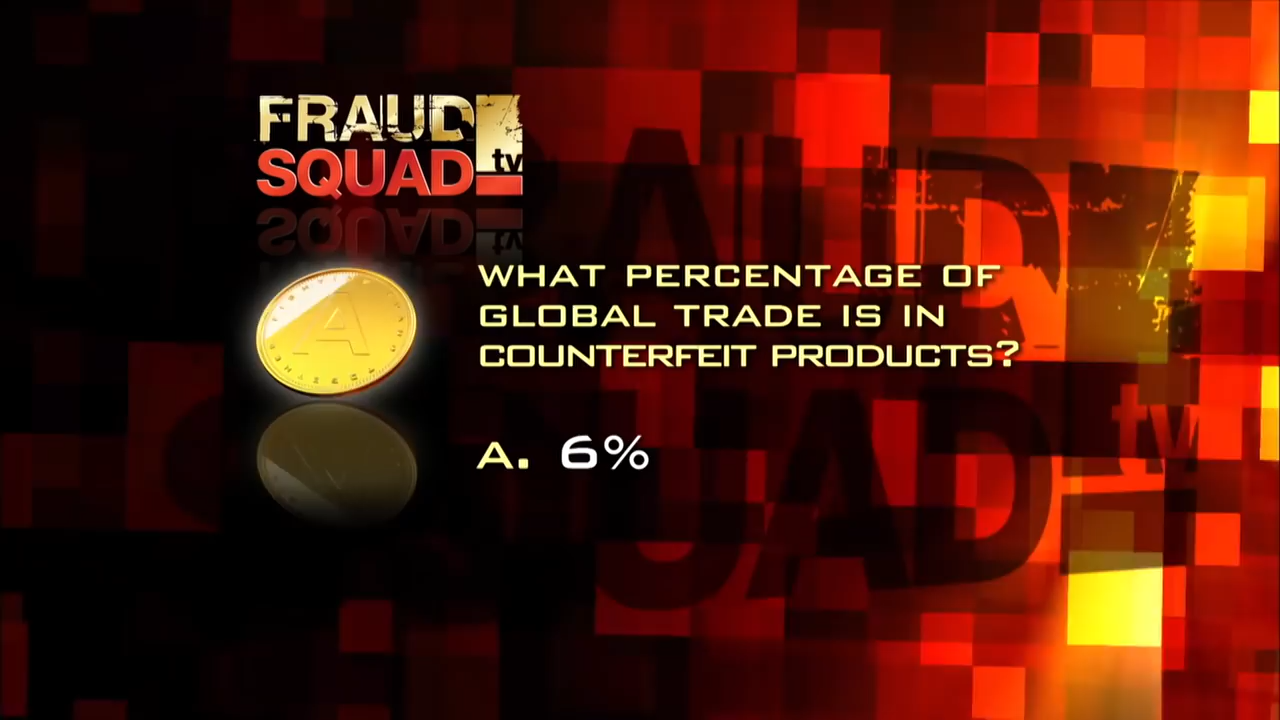 FRAUD
SQUAD tv
WHAT PERCENTAGE OF
GLOBAL TRADE IS IN
COUNTERFEIT PRODUCTS?
A
A. 6%